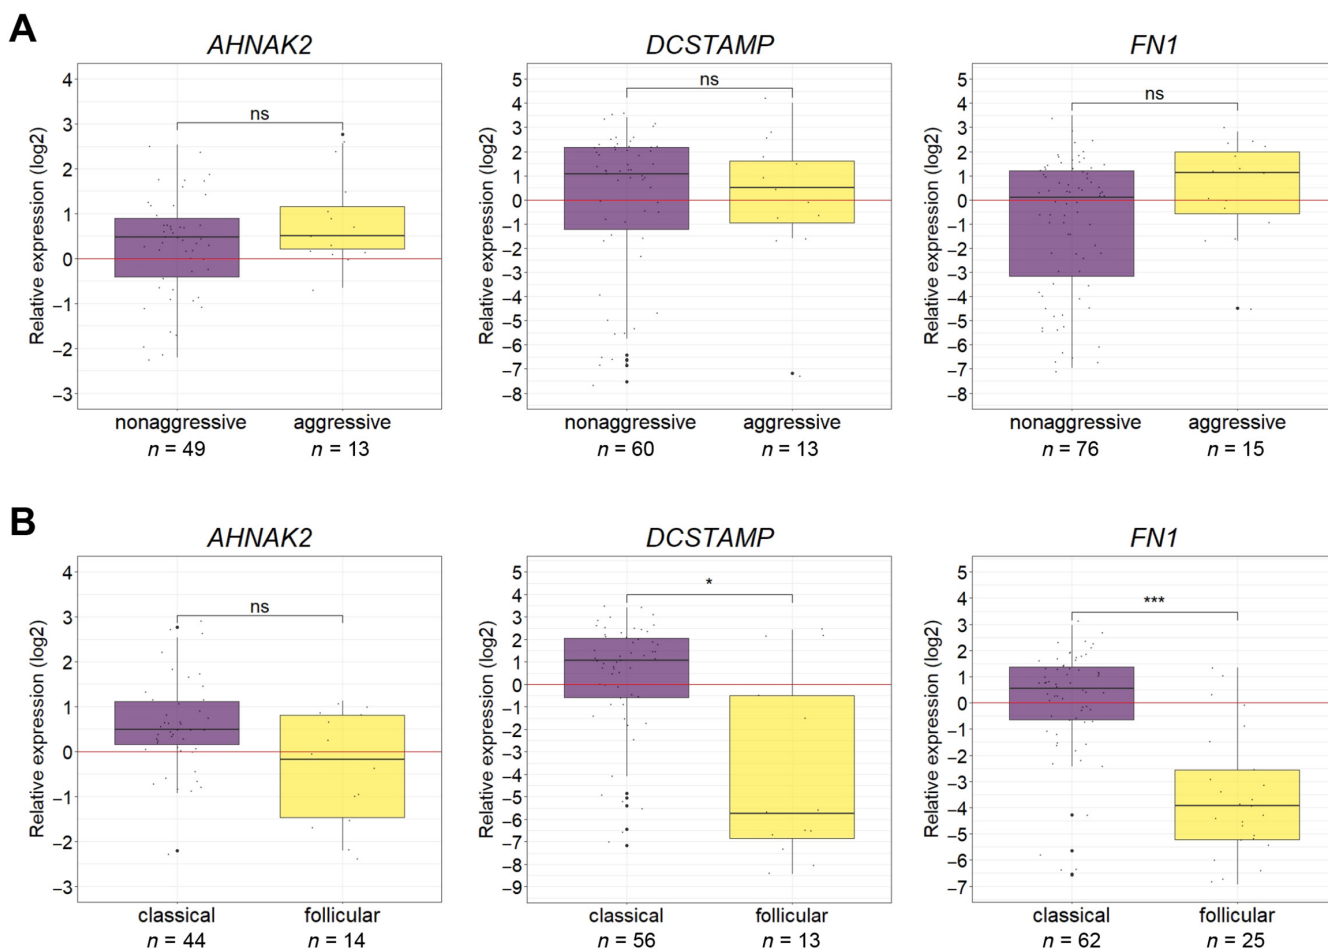 A
AHNAK2
DCSTAMP
FN1
Relative expression (log2)
4
3
2
1
0
−1
−2
−3
ns
nonaggressive
aggressive
n = 49
n = 13
Relative expression (log2)
5
4
3
2
1
0
−1
−2
−3
−4
−5
−6
−7
−8
ns
nonaggressive
aggressive
n = 60
n = 13
Relative expression (log2)
5
4
3
2
1
0
−1
−2
−3
−4
−5
−6
−7
−8
ns
nonaggressive
aggressive
n = 76
n = 15
B
AHNAK2
DCSTAMP
FN1
Relative expression (log2)
4
3
2
1
0
−1
−2
−3
ns
classical
follicular
n = 44
n = 14
Relative expression (log2)
5
4
3
2
1
0
−1
−2
−3
−4
−5
−6
−7
−8
−9
*
classical
follicular
n = 56
n = 13
Relative expression (log2)
5
4
3
2
1
0
−1
−2
−3
−4
−5
−6
−7
***
classical
follicular
n = 62
n = 25